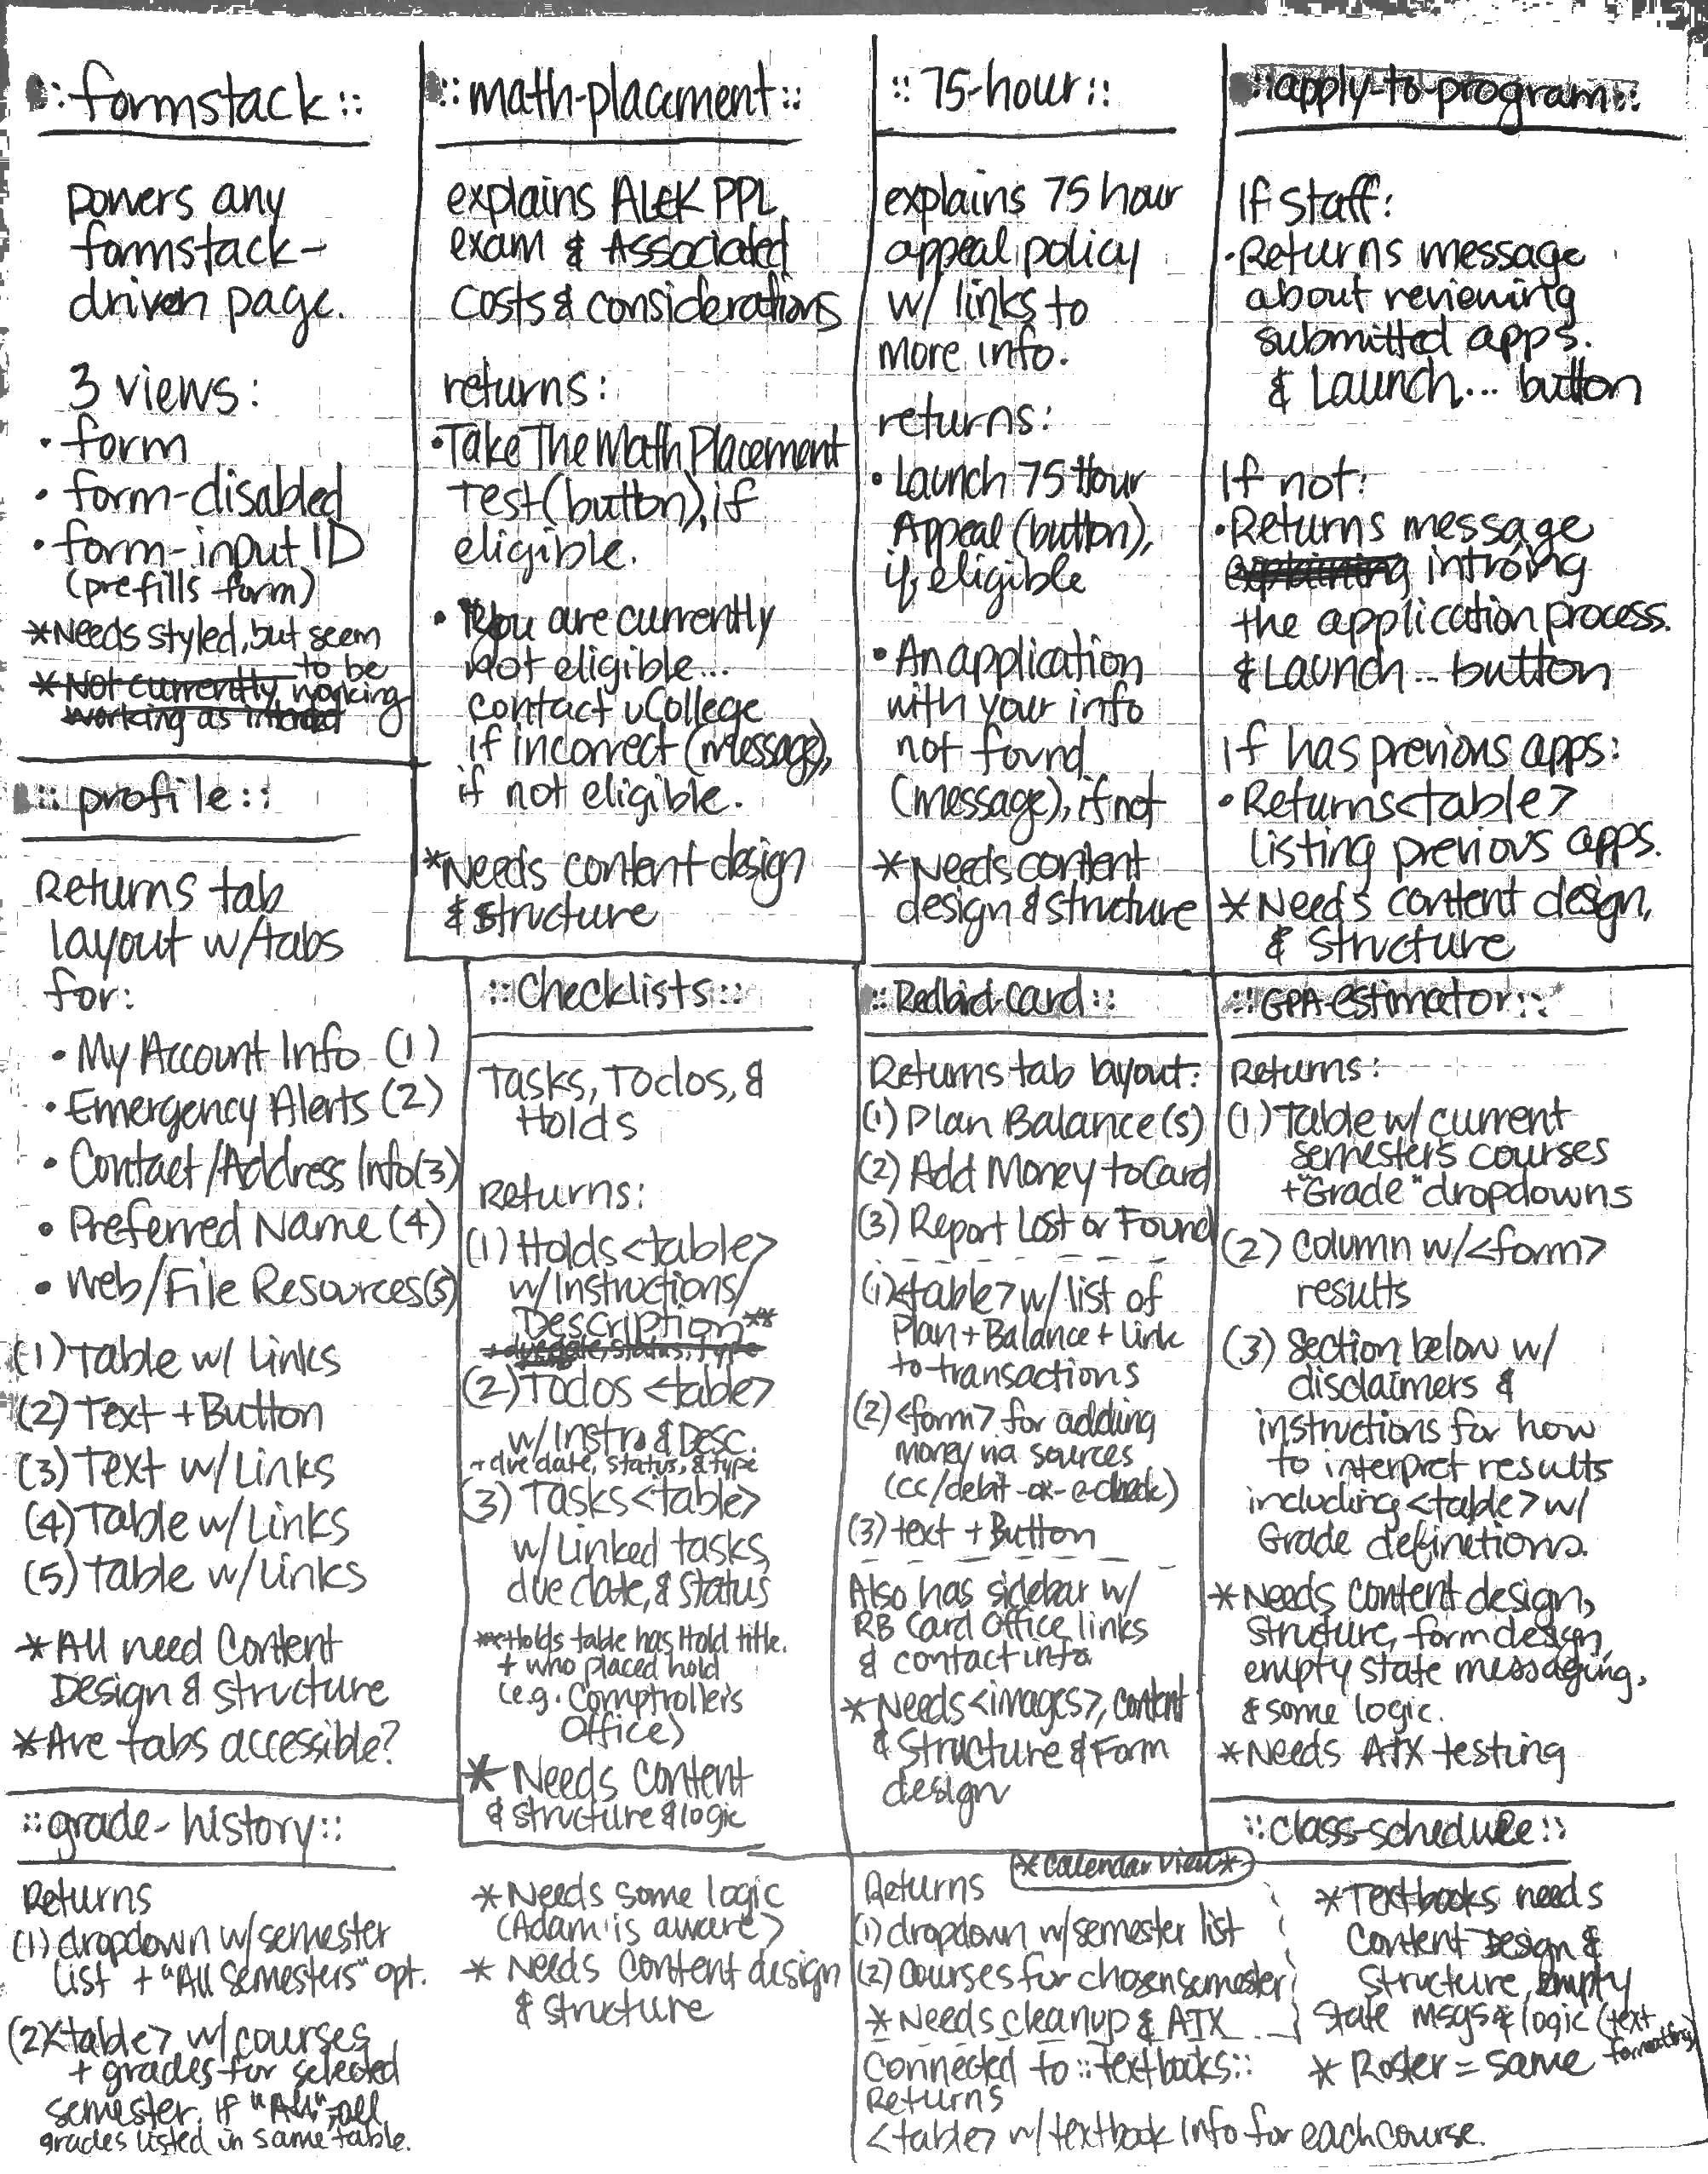 ::formstack::
powers any
formstack-
driven page.
3 views:
• form
• form-disabled
• form-input ID
(prefills form)
*Needs styled, but seem
to be
working
*Not currently
working as intended
::math-placement::
explains ALEK PPL
exam & Associated
costs & considerations
returns:
• Take The Math Placement
Test (button), if
eligible.
• You are currently
not eligible...
contact uCollege
if incorrect (message),
if not eligible.
*Needs content design
& structure
::75-hour::
explains 75 hour
appeal policy
w/ links to
more info.
returns:
• Launch 75 Hour
Appeal (button),
if eligible
• An application
with your info
not found
(message), if not
*Needs content
design & structure
::apply-to-program::
If Staff:
• Returns message
about reviewing
submitted apps.
& Launch... button
If not:
• Returns message
explaining introing
the application process.
& Launch... button
if has previous apps:
• Returns <table>
listing previous apps.
*Needs content design,
& structure
::profile::
Returns tab
layout w/tabs
for:
• My Account Info (1)
• Emergency Alerts (2)
• Contact/Address Info (3)
• Preferred Name (4)
• Web/File Resources (5)
(1) Table w/ Links
(2) Text + Button
(3) Text w/ Links
(4) Table w/ Links
(5) Table w/ Links
*All need Content
Design & structure
*Are tabs accessible?
::Checklists::
Tasks, Todos, &
Holds
Returns:
(1) Holds <table>
w/ Instructions/
Description**
+ due date, status, type
(2) Todos <table>
w/ Instr. & Desc.
+ due date, status, & type
(3) Tasks <table>
w/ Linked tasks,
due date, & status
**Holds table has Hold title.
+ who placed hold
(e.g. Comptroller's
Office)
*Needs Content
& structure & logic
::Redbird-Card::
Returns tab layout:
(1) Plan Balance(s)
(2) Add Money to Card
(3) Report Lost or Found
(1) <table> w/ list of
Plan + Balance + Link
to transactions
(2) <form> for adding
money via sources
(cc/debit -or- e-check)
(3) text + Button
Also has sidebar w/
RB Card Office links
& contact info
*Needs <images>, content
& Structure & Form
design
::GPA-estimator::
Returns:
(1) Table w/ current
semester's courses
+ "Grade" dropdowns
(2) Column w/ <form>
results
(3) Section below w/
disclaimers &
instructions for how
to interpret results
including <table> w/
Grade definetions.
*Needs content design,
structure, form design,
empty state messaging,
& some logic.
*Needs ATX testing
::grade-history::
Returns
(1) dropdown w/ semester
list + "All semesters" opt.
(2) <table> w/ courses
+ grades for selected
semester. If "All", all
grades listed in same table.
*Needs some logic
(Adam is aware)
*Needs content design
& structure
::class-schedule::
*Calendar View*
Returns
(1) dropdown w/ semester list
(2) Courses for chosen semester
*Needs cleanup & ATX
Connected to ::textbooks::
Returns
<table> w/ textbook info for each course.
*Textbooks needs
Content Design &
Structure, empty
state msgs & logic (text
formatting)
*Roster = same